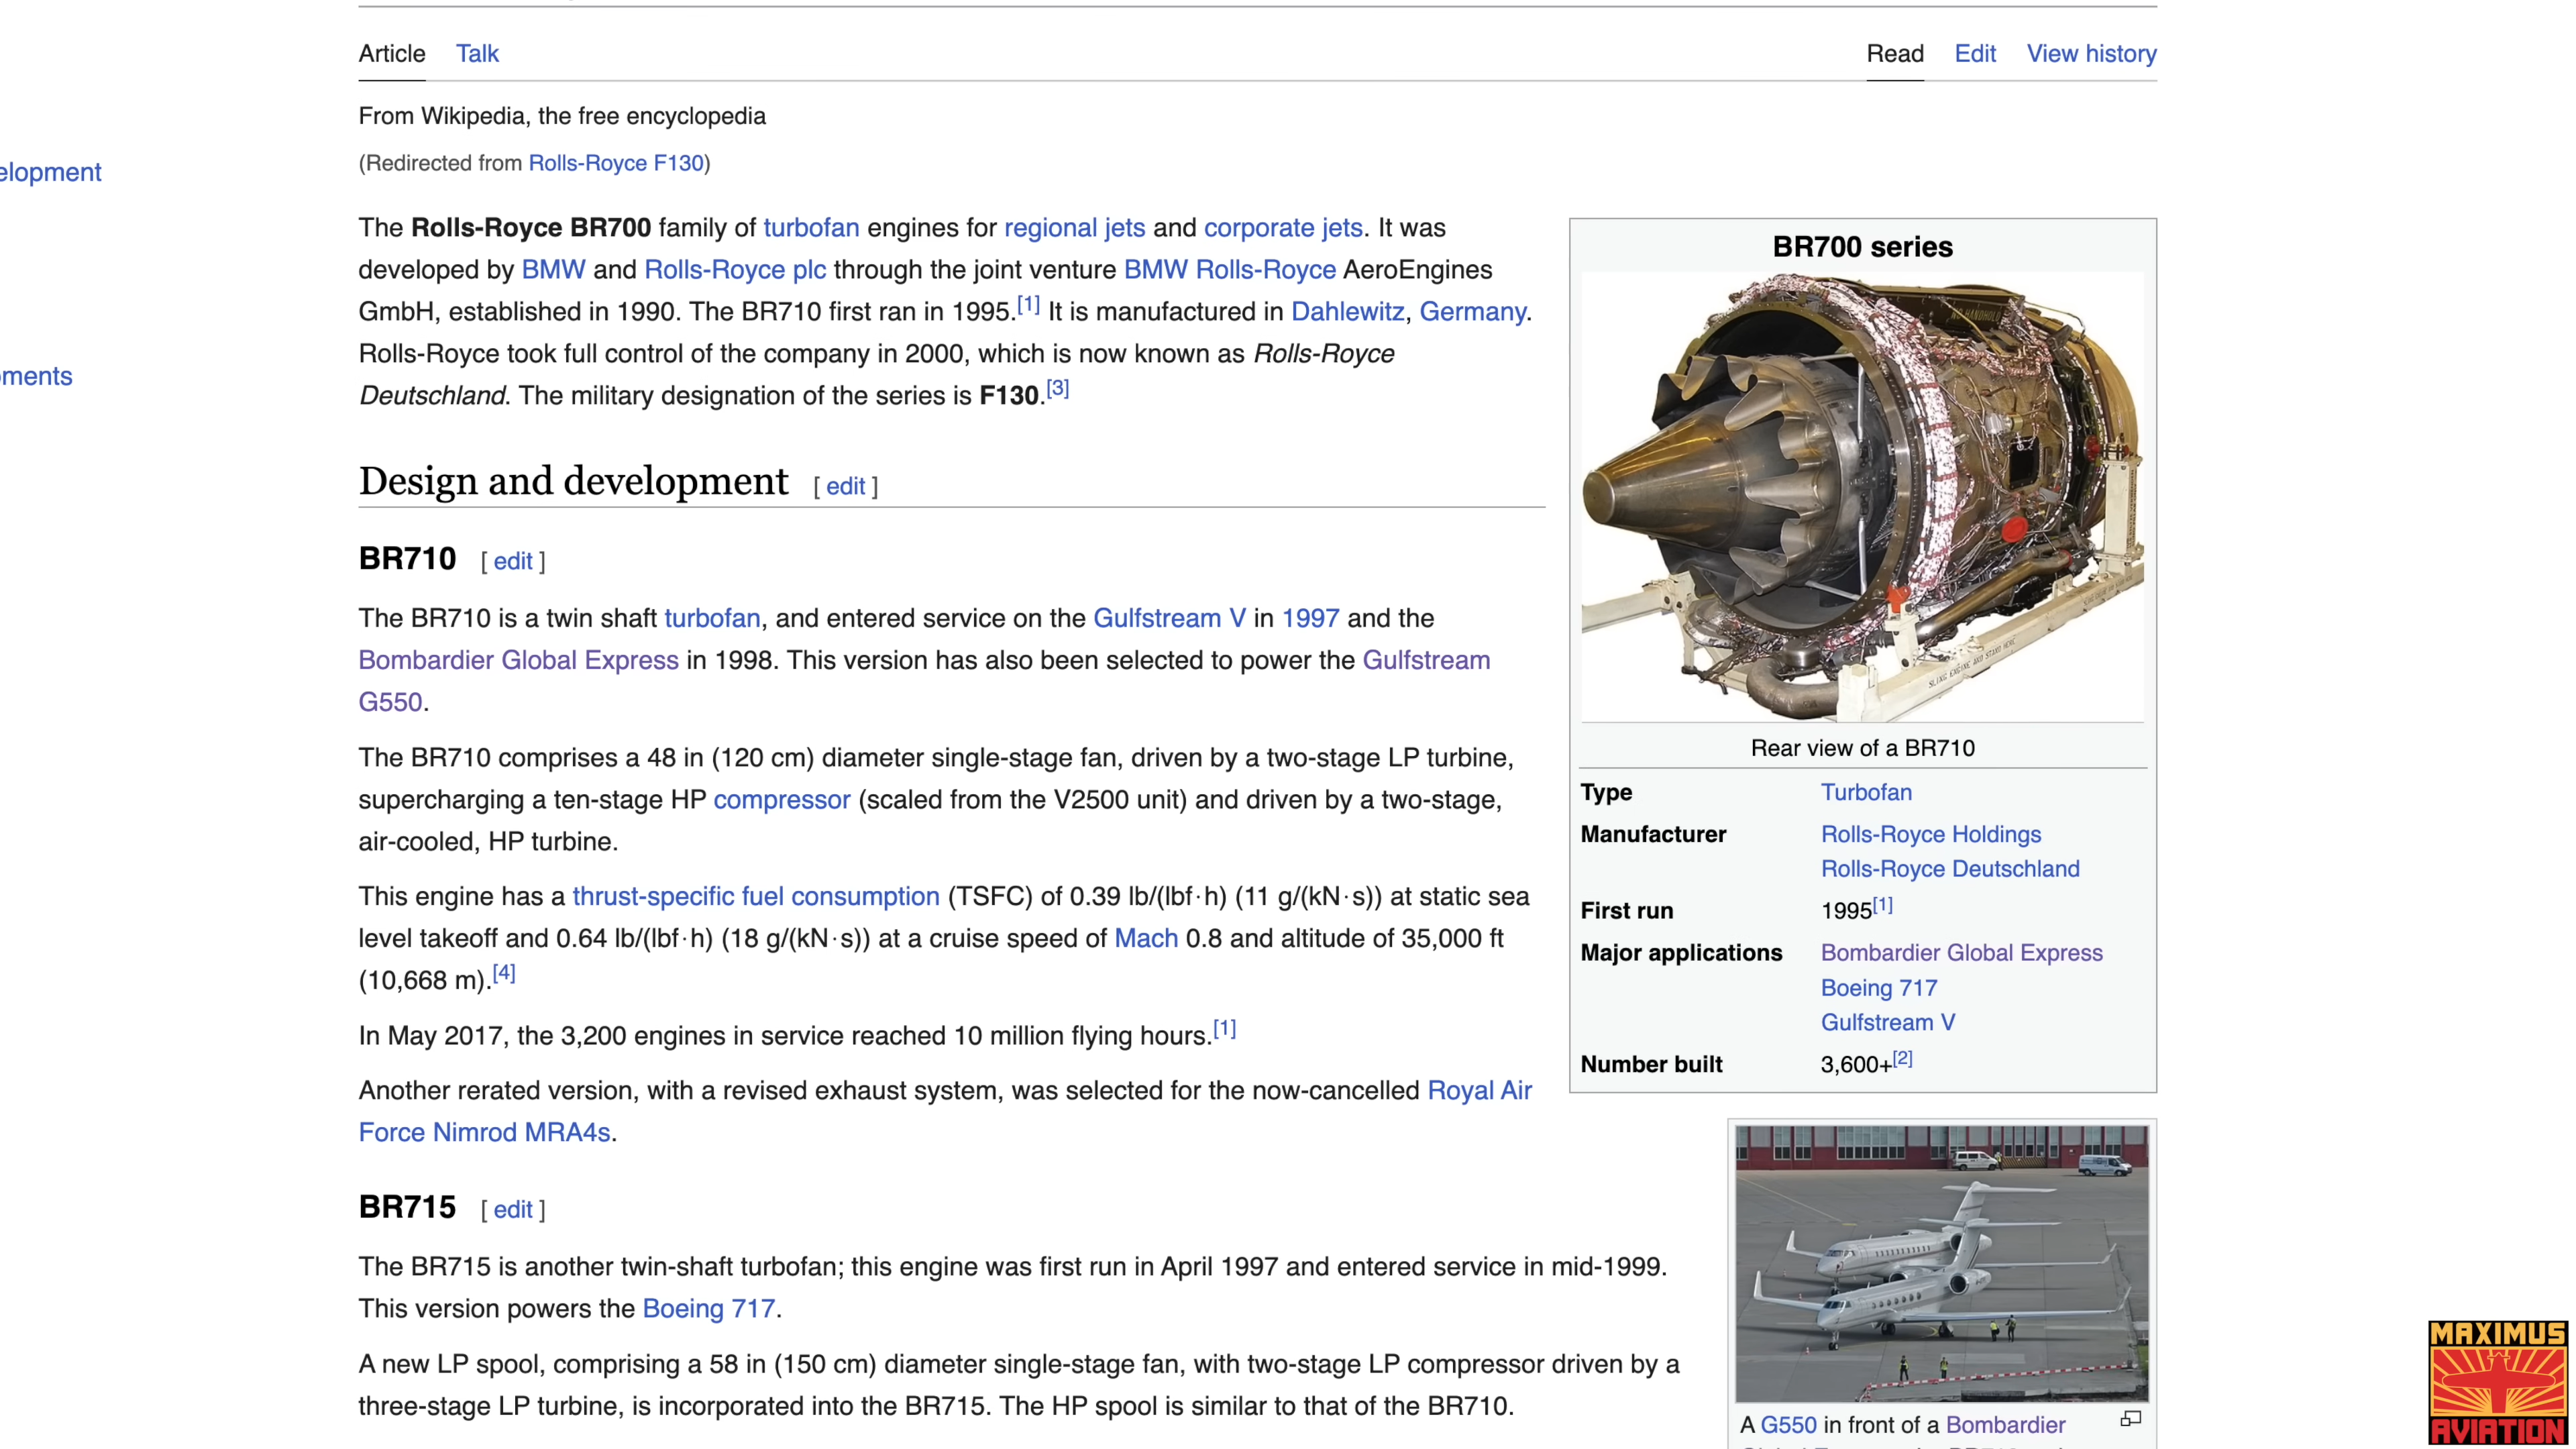 Article Talk Read Edit View history
From Wikipedia, the free encyclopedia
(Redirected from Rolls-Royce F130)
elopment
ments
The Rolls-Royce BR700 family of turbofan engines for regional jets and corporate jets. It was
developed by BMW and Rolls-Royce plc through the joint venture BMW Rolls-Royce AeroEngines
GmbH, established in 1990. The BR710 first ran in 1995.[1] It is manufactured in Dahlewitz, Germany.
Rolls-Royce took full control of the company in 2000, which is now known as Rolls-Royce
Deutschland. The military designation of the series is F130.[3]
Design and development [ edit ]
BR710 [ edit ]
The BR710 is a twin shaft turbofan, and entered service on the Gulfstream V in 1997 and the
Bombardier Global Express in 1998. This version has also been selected to power the Gulfstream
G550.
The BR710 comprises a 48 in (120 cm) diameter single-stage fan, driven by a two-stage LP turbine,
supercharging a ten-stage HP compressor (scaled from the V2500 unit) and driven by a two-stage,
air-cooled, HP turbine.
This engine has a thrust-specific fuel consumption (TSFC) of 0.39 lb/(lbf⋅h) (11 g/(kN⋅s)) at static sea
level takeoff and 0.64 lb/(lbf⋅h) (18 g/(kN⋅s)) at a cruise speed of Mach 0.8 and altitude of 35,000 ft
(10,668 m).[4]
In May 2017, the 3,200 engines in service reached 10 million flying hours.[1]
Another rerated version, with a revised exhaust system, was selected for the now-cancelled Royal Air
Force Nimrod MRA4s.
BR715 [ edit ]
The BR715 is another twin-shaft turbofan; this engine was first run in April 1997 and entered service in mid-1999.
This version powers the Boeing 717.
A new LP spool, comprising a 58 in (150 cm) diameter single-stage fan, with two-stage LP compressor driven by a
three-stage LP turbine, is incorporated into the BR715. The HP spool is similar to that of the BR710.
BR700 series
NO HANDHOLD
Rear view of a BR710
Type Turbofan
Manufacturer Rolls-Royce Holdings
Rolls-Royce Deutschland
First run 1995[1]
Major applications Bombardier Global Express
Boeing 717
Gulfstream V
Number built 3,600+[2]
A G550 in front of a Bombardier
MAXIMUS
AVIATION